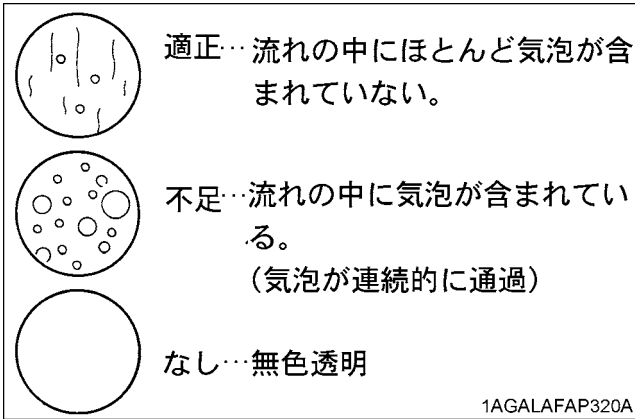 適正…流れの中にほとんど気泡が含
まれていない。
不足…流れの中に気泡が含まれてい
る。
（気泡が連続的に通過）
なし…無色透明
1AGALAFAP320A